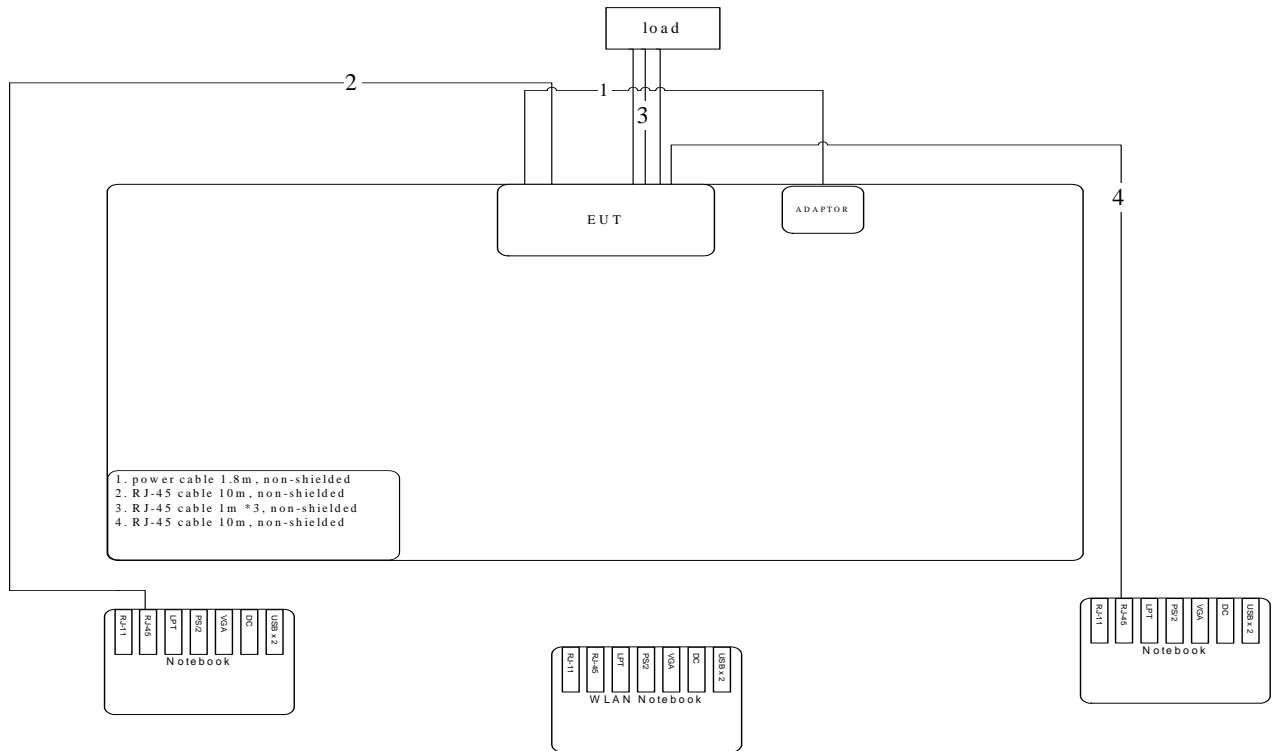 load
2
1
3
4
EUT
ADAPTOR
1. power cable 1.8m, non-shielded
2. RJ-45 cable 10m, non-shielded
3. RJ-45 cable 1m *3, non-shielded
4. RJ-45 cable 10m, non-shielded
RJ-11
RJ-45
LPT
PS/2
VGA
DC
USB x 2
Notebook
RJ-11
RJ-45
LPT
PS/2
VGA
DC
USB x 2
WLAN Notebook
RJ-11
RJ-45
LPT
PS/2
VGA
DC
USB x 2
Notebook